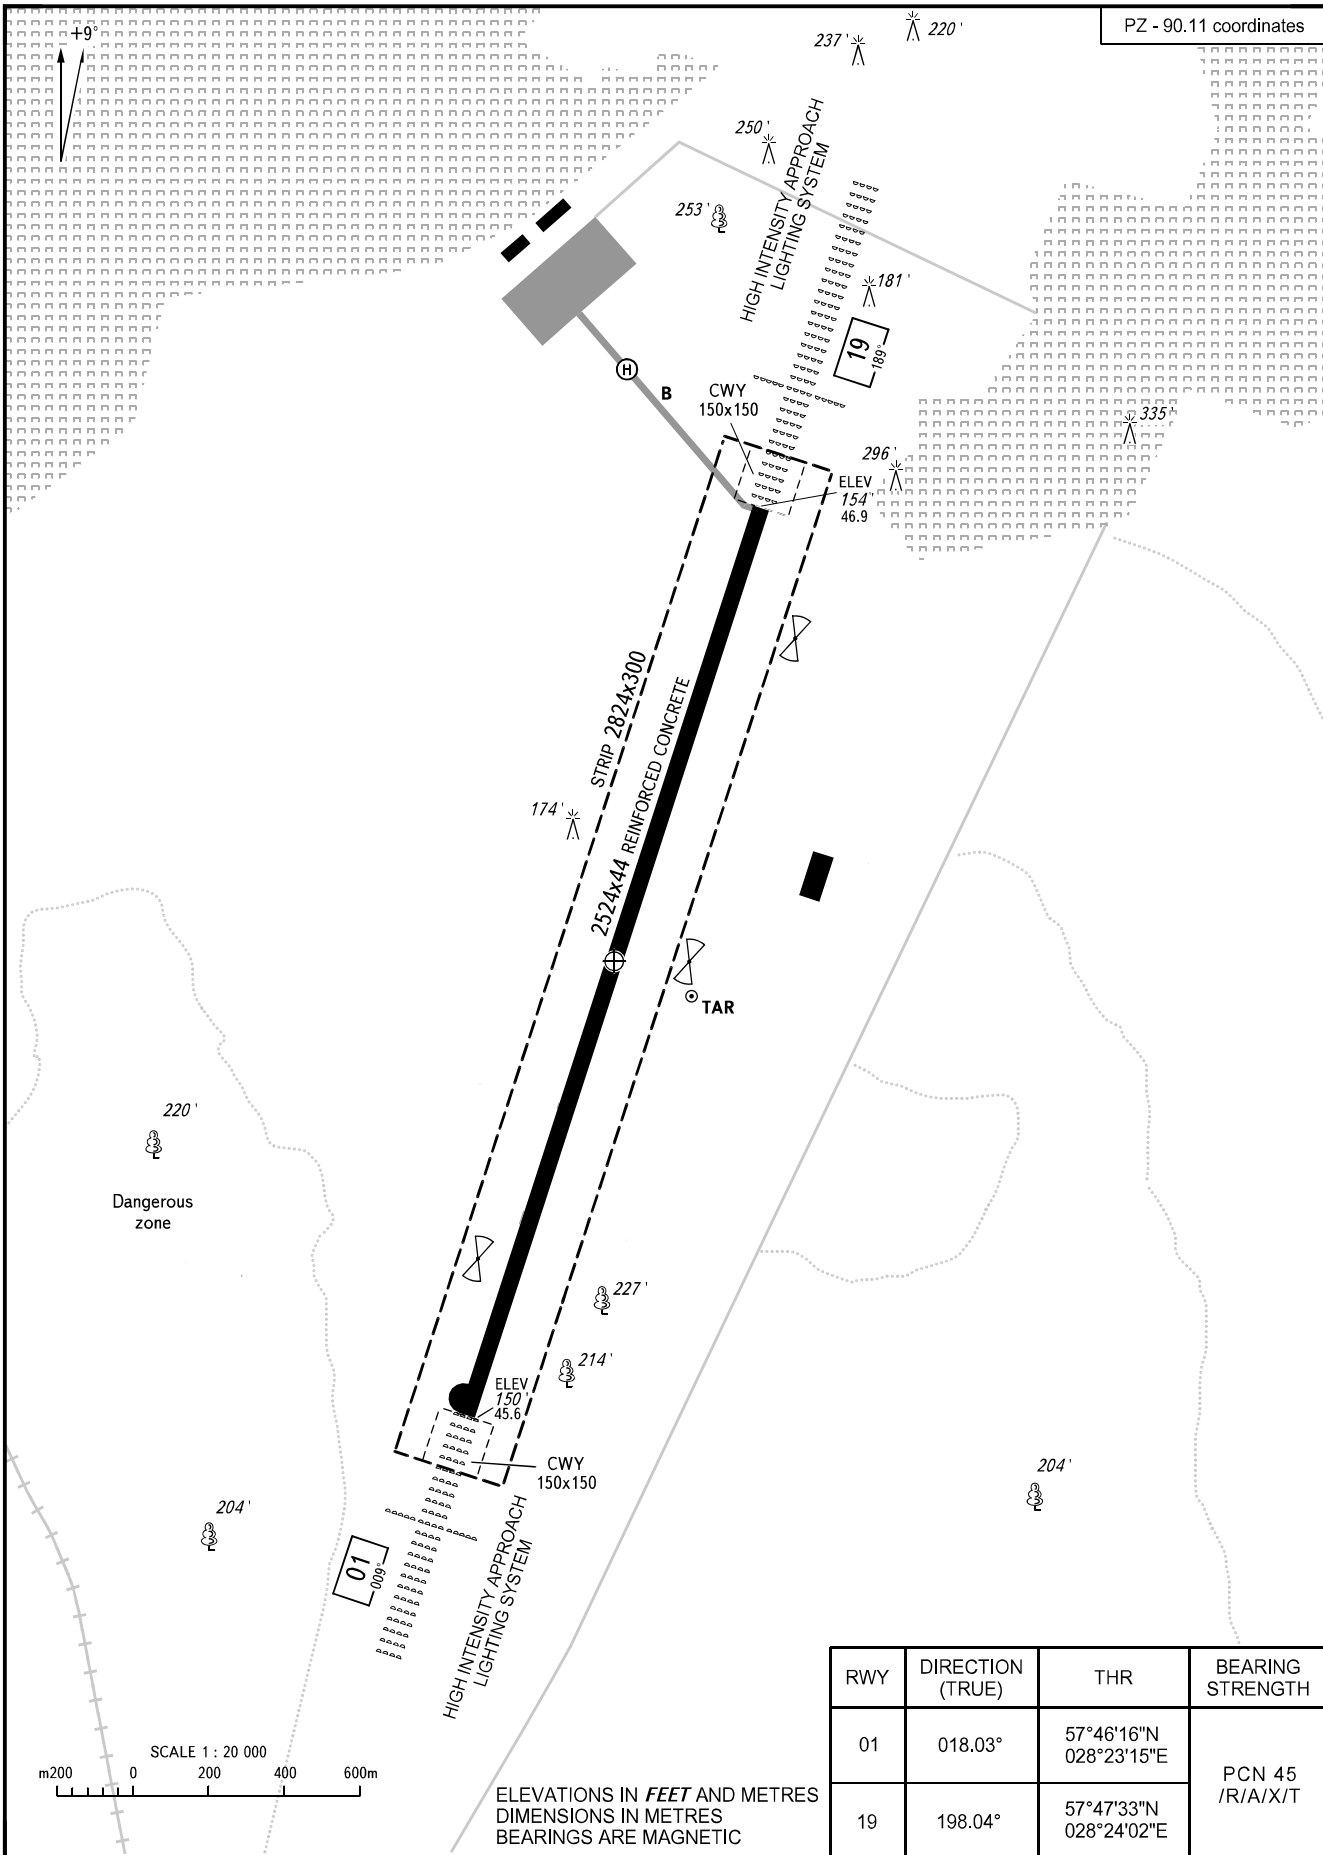 PZ - 90.11 coordinates
+9°
237'
220'
250'
253'
HIGH INTENSITY APPROACH
LIGHTING SYSTEM
181'
19
189°
H
B
CWY
150x150
335'
296'
ELEV
154'
46.9
STRIP 2824x300
2524x44 REINFORCED CONCRETE
174'
TAR
220'
Dangerous
zone
227'
214'
ELEV
150'
45.6
CWY
150x150
204'
204'
01
009°
HIGH INTENSITY APPROACH
LIGHTING SYSTEM
SCALE 1 : 20 000
m200 0 200 400 600m
ELEVATIONS IN FEET AND METRES
DIMENSIONS IN METRES
BEARINGS ARE MAGNETIC
RWY DIRECTION (TRUE) THR BEARING STRENGTH
01 018.03° 57°46'16"N 028°23'15"E PCN 45 /R/A/X/T
19 198.04° 57°47'33"N 028°24'02"E